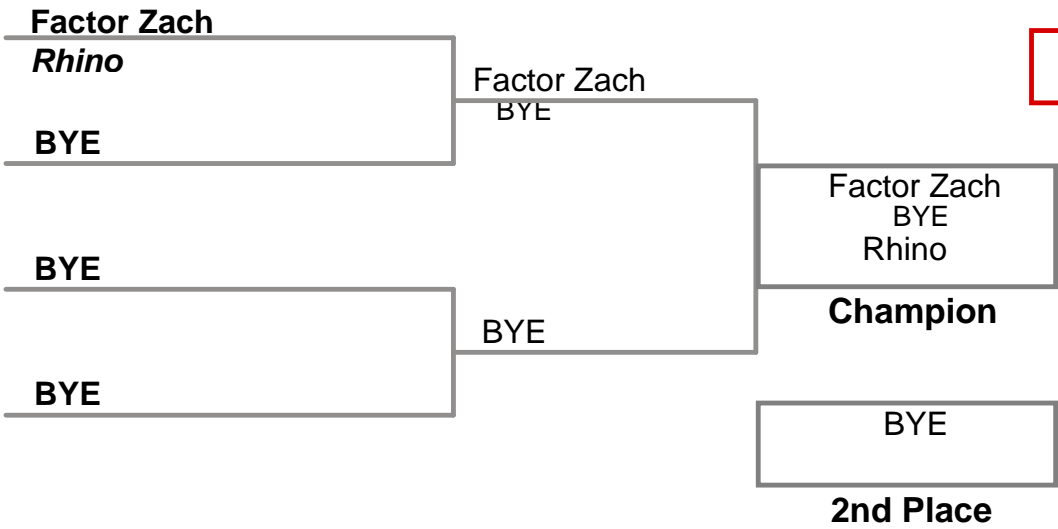 Factor Zach
Rhino
BYE
BYE
BYE
Factor Zach
BYE
BYE
Factor Zach
BYE
Rhino
Champion
BYE
2nd Place